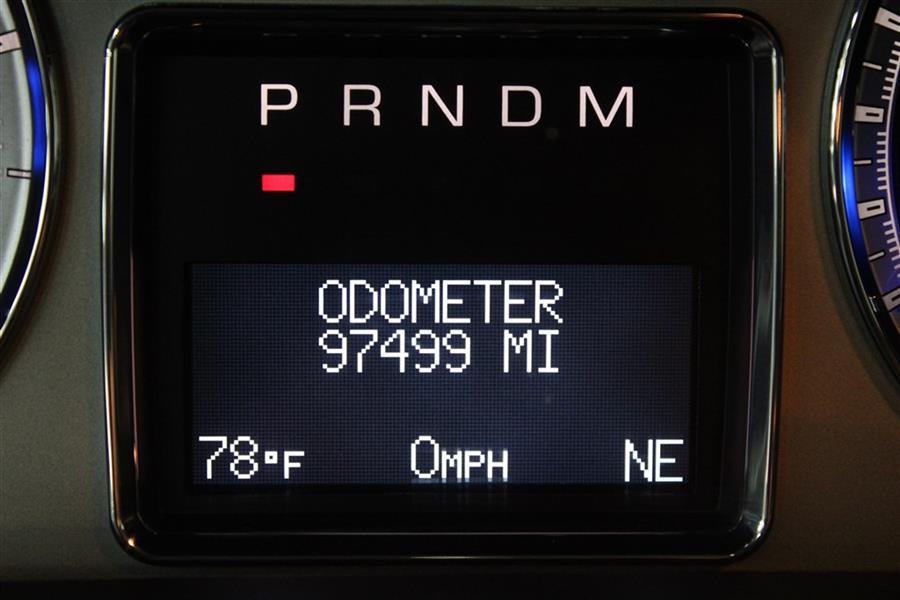 P R N D M
ODOMETER
97499 MI
78°F 0MPH NE